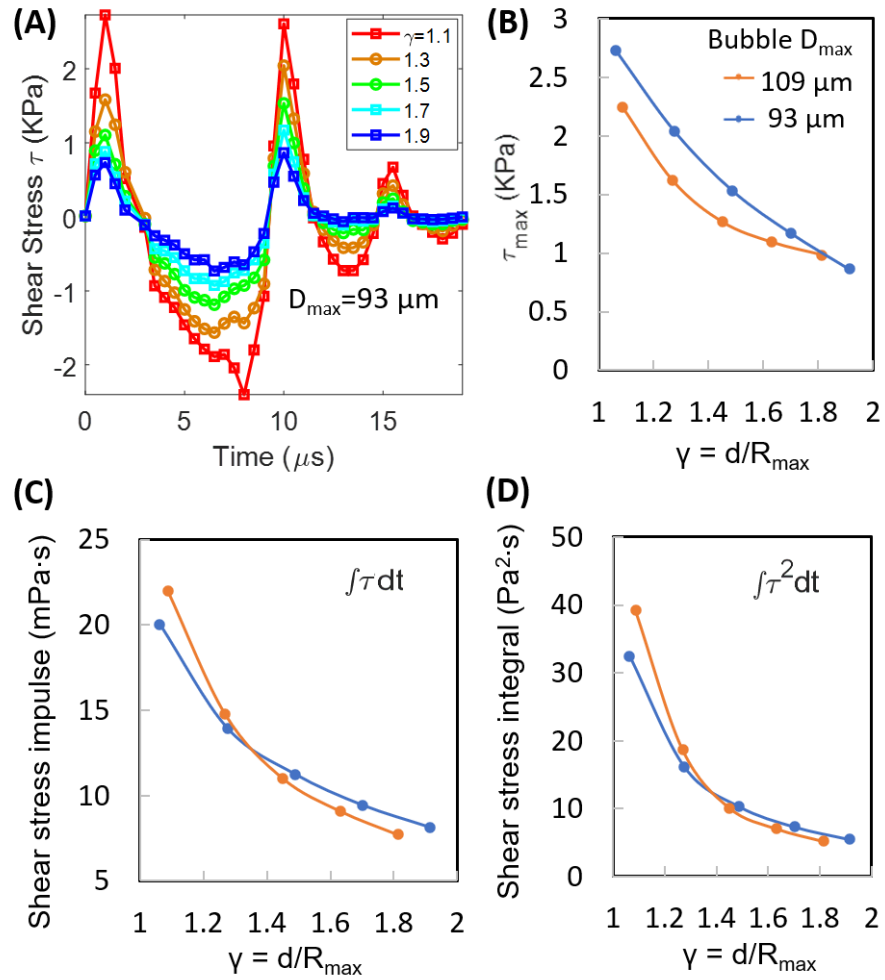 (A)
Shear Stress τ (KPa)
2
1
0
-1
-2
γ=1.1
1.3
1.5
1.7
1.9
Dmax=93 μm
0
5
10
15
Time (μs)
(B)
τmax (KPa)
3
2.5
2
1.5
1
0.5
0
Bubble Dmax
109 μm
93 μm
1
1.2
1.4
1.6
1.8
2
γ = d/Rmax
(C)
Shear stress impulse (mPa·s)
25
20
15
10
5
∫τdt
1
1.2
1.4
1.6
1.8
2
γ = d/Rmax
(D)
Shear stress integral (Pa²·s)
50
40
30
20
10
0
∫τ²dt
1
1.2
1.4
1.6
1.8
2
γ = d/Rmax